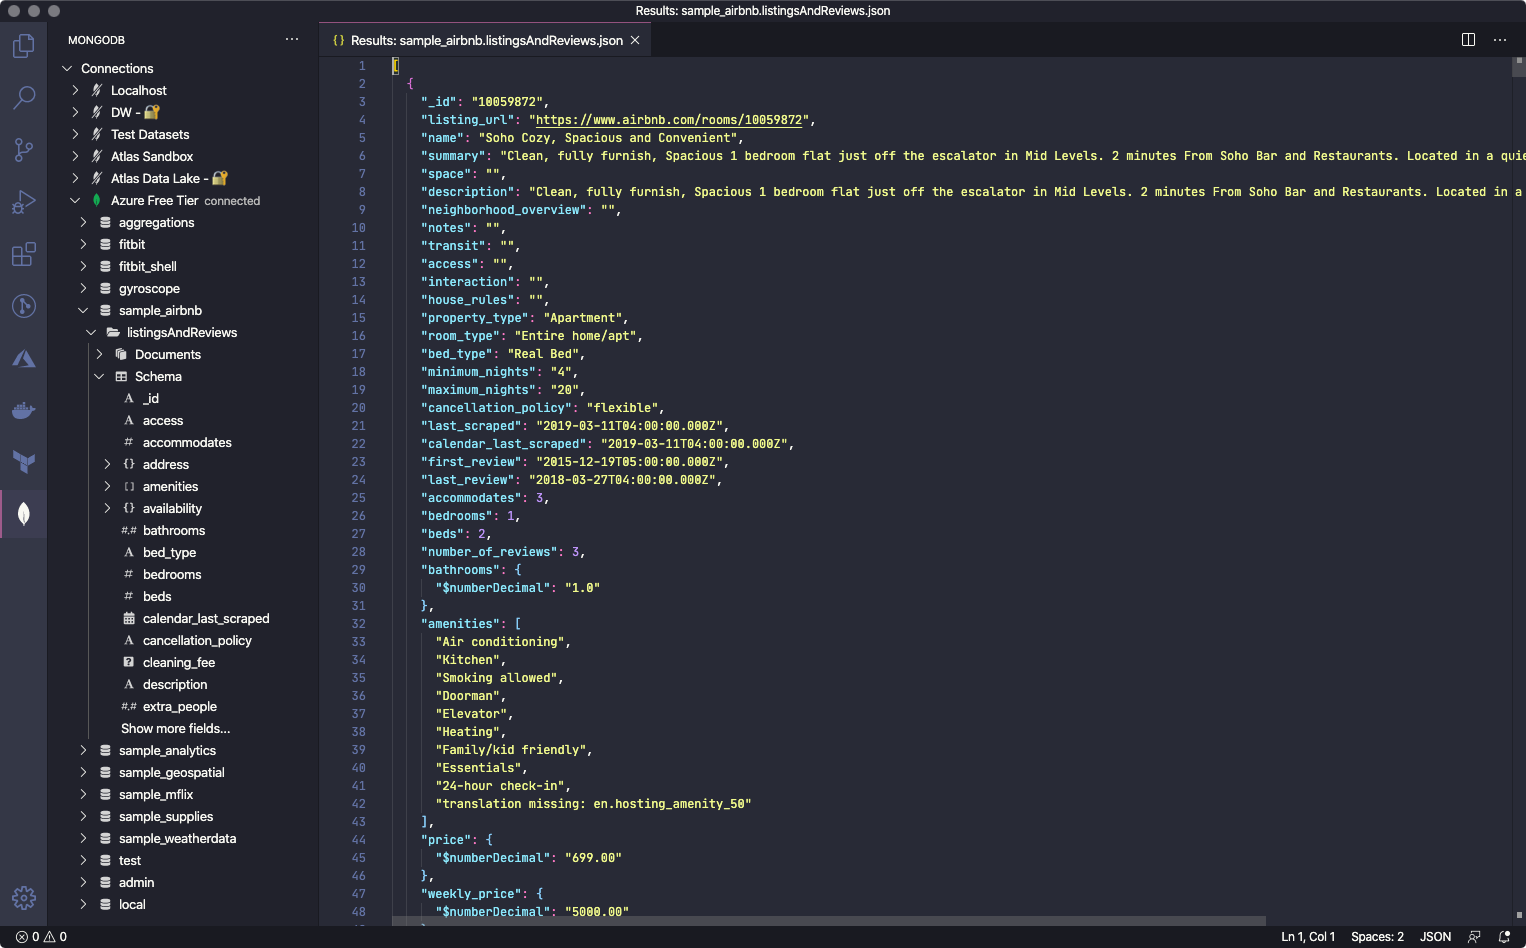 Results: sample_airbnb.listingsAndReviews.json
MONGODB
Connections
Localhost
DW -
Test Datasets
Atlas Sandbox
Atlas Data Lake -
Azure Free Tier connected
aggregations
fitbit
fitbit_shell
gyroscope
sample_airbnb
listingsAndReviews
Documents
Schema
A _id
A access
# accommodates
{} address
[] amenities
{} availability
#.# bathrooms
A bed_type
# bedrooms
# beds
calendar_last_scraped
A cancellation_policy
? cleaning_fee
A description
#.# extra_people
Show more fields...
sample_analytics
sample_geospatial
sample_mflix
sample_supplies
sample_weatherdata
test
admin
local
{} Results: sample_airbnb.listingsAndReviews.json
1 [
2 {
3 "_id": "10059872",
4 "listing_url": "https://www.airbnb.com/rooms/10059872",
5 "name": "Soho Cozy, Spacious and Convenient",
6 "summary": "Clean, fully furnish, Spacious 1 bedroom flat just off the escalator in Mid Levels. 2 minutes From Soho Bar and Restaurants. Located in a quie
7 "space": "",
8 "description": "Clean, fully furnish, Spacious 1 bedroom flat just off the escalator in Mid Levels. 2 minutes From Soho Bar and Restaurants. Located in a
9 "neighborhood_overview": "",
10 "notes": "",
11 "transit": "",
12 "access": "",
13 "interaction": "",
14 "house_rules": "",
15 "property_type": "Apartment",
16 "room_type": "Entire home/apt",
17 "bed_type": "Real Bed",
18 "minimum_nights": "4",
19 "maximum_nights": "20",
20 "cancellation_policy": "flexible",
21 "last_scraped": "2019-03-11T04:00:00.000Z",
22 "calendar_last_scraped": "2019-03-11T04:00:00.000Z",
23 "first_review": "2015-12-19T05:00:00.000Z",
24 "last_review": "2018-03-27T04:00:00.000Z",
25 "accommodates": 3,
26 "bedrooms": 1,
27 "beds": 2,
28 "number_of_reviews": 3,
29 "bathrooms": {
30 "$numberDecimal": "1.0"
31 },
32 "amenities": [
33 "Air conditioning",
34 "Kitchen",
35 "Smoking allowed",
36 "Doorman",
37 "Elevator",
38 "Heating",
39 "Family/kid friendly",
40 "Essentials",
41 "24-hour check-in",
42 "translation missing: en.hosting_amenity_50"
43 ],
44 "price": {
45 "$numberDecimal": "699.00"
46 },
47 "weekly_price": {
48 "$numberDecimal": "5000.00"
0 0
Ln 1, Col 1 Spaces: 2 JSON